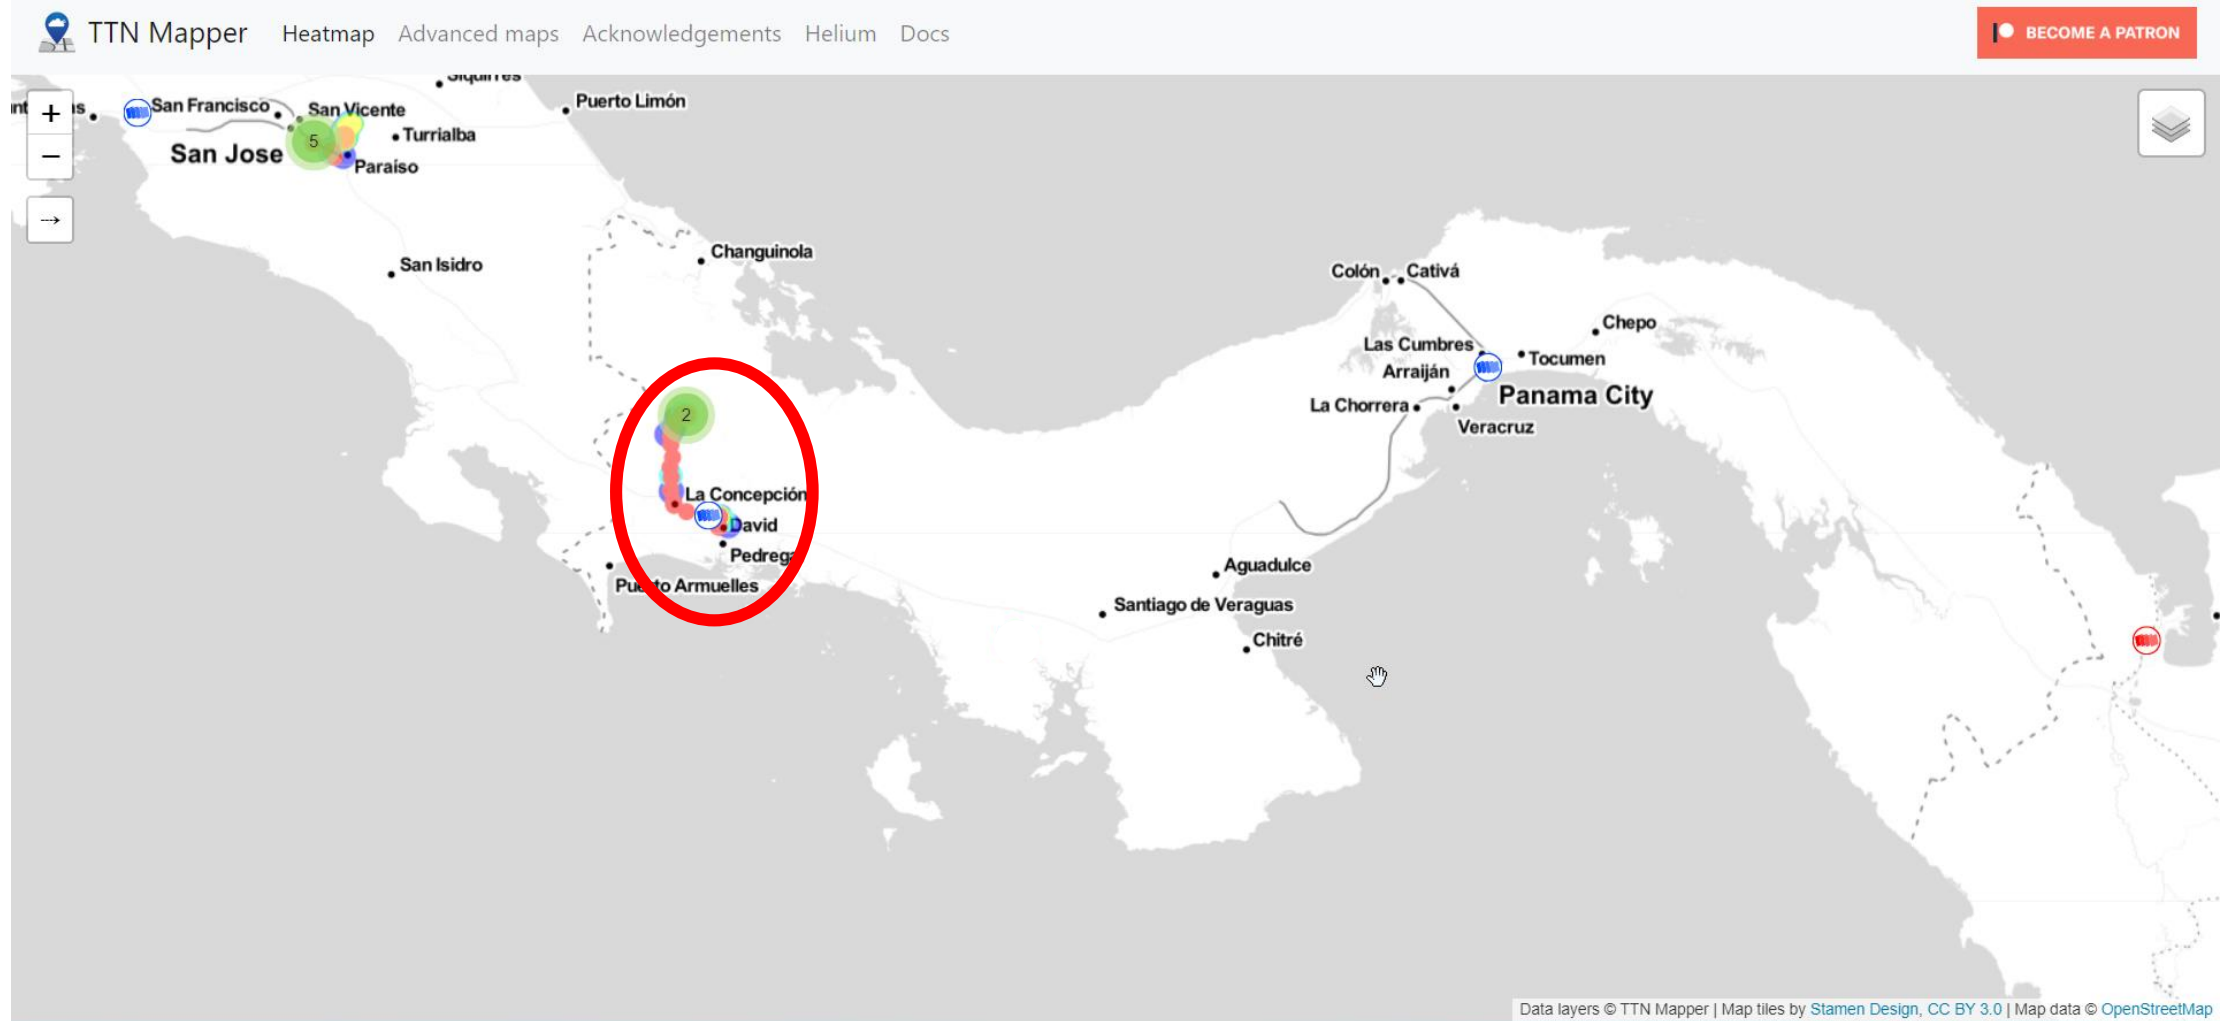 TTN Mapper Heatmap Advanced maps Acknowledgements Helium Docs
BECOME A PATRON
Puerto Limón
+
San Francisco
San Vicente
5
Turrialba
−
San Jose
Paraíso
San Isidro
Changuinola
Colón
Cativá
Chepo
Las Cumbres
Tocumen
Arraiján
Panama City
La Chorrera
Veracruz
2
La Concepción
David
Puerto Armuelles
Aguadulce
Santiago de Veraguas
Chitré
Data layers © TTN Mapper | Map tiles by Stamen Design, CC BY 3.0 | Map data © OpenStreetMap